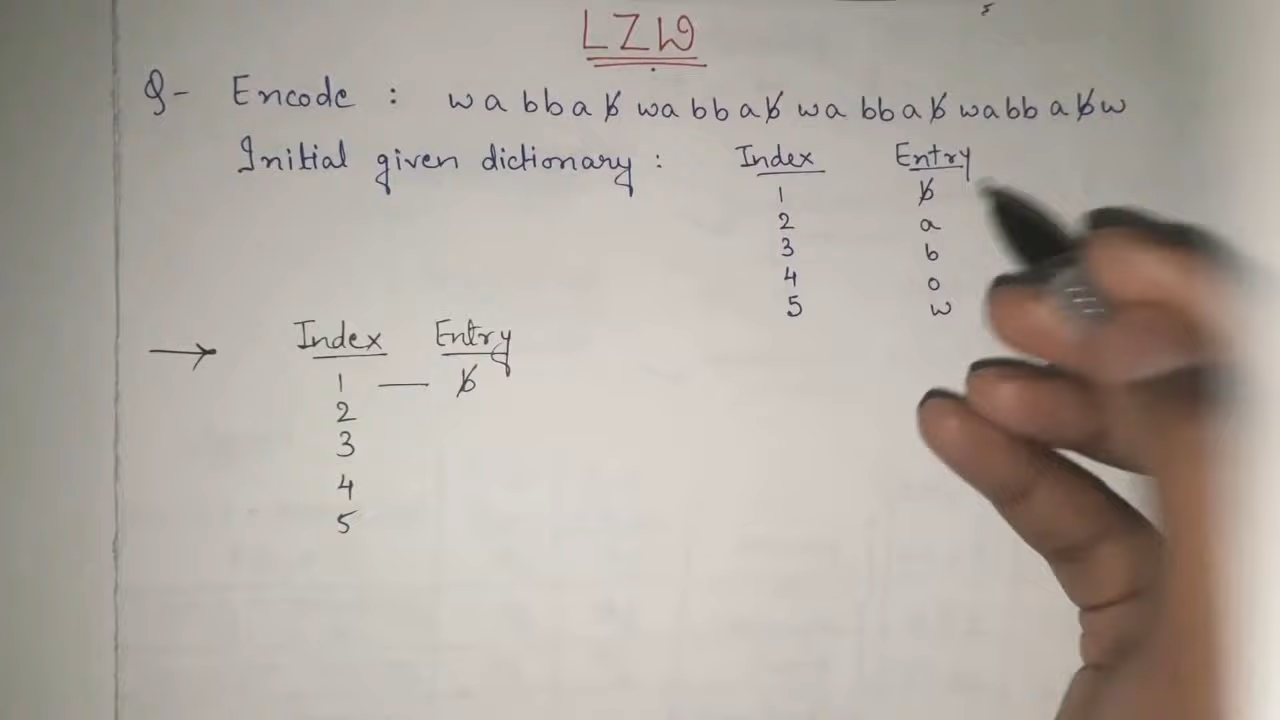 LZW
Q- Encode : w a b b a ƀ w a b b a ƀ w a b b a ƀ w a b b a ƀ w
Initial given dictionary : Index Entry
1 ƀ
2 a
3 b
4 o
5 w
→ Index Entry
1 — ƀ
2
3
4
5